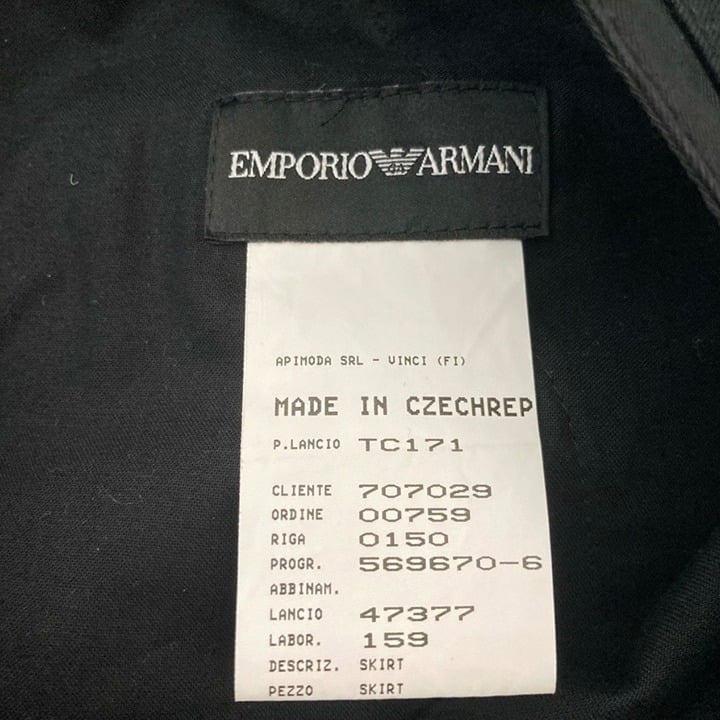 EMPORIO ARMANI
APIMODA SRL - VINCI (FI)
MADE IN CZECHREP
P.LANCIO TC171
CLIENTE 707029
ORDINE 00759
RIGA 0150
PROGR. 569670-6
ABBINAM.
LANCIO 47377
LABOR. 159
DESCRIZ. SKIRT
PEZZO SKIRT